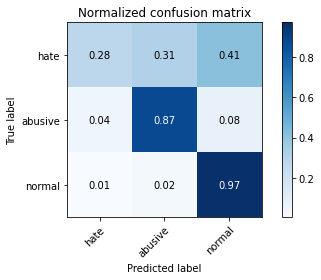 Normalized confusion matrix
True label
hate
abusive
normal
0.28 0.31 0.41
0.04 0.87 0.08
0.01 0.02 0.97
hate
abusive
normal
Predicted label
0.8
0.6
0.4
0.2